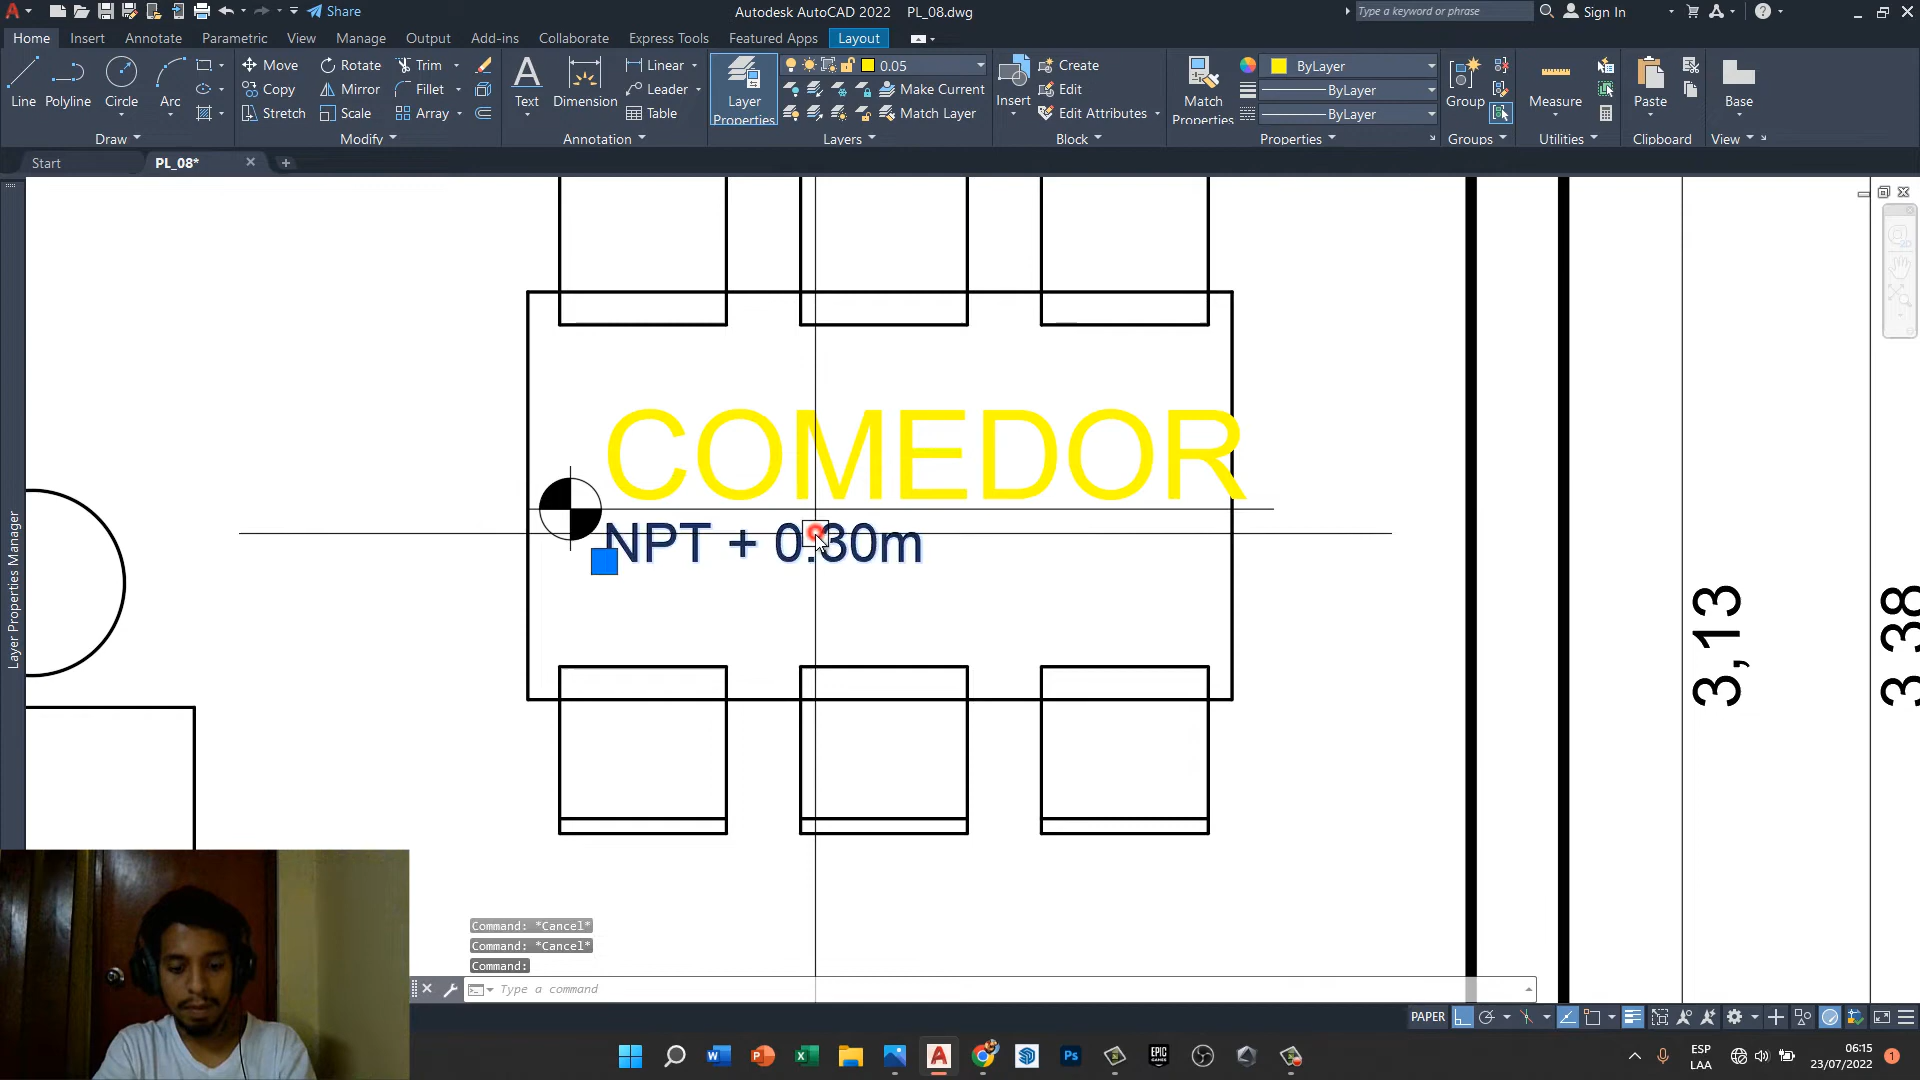 Share
Autodesk AutoCAD 2022 PL_08.dwg
Type a keyword or phrase
Sign In
Home Insert Annotate Parametric View Manage Output Add-ins Collaborate Express Tools Featured Apps Layout
Line Polyline Circle Arc
Move Rotate Trim
Copy Mirror Fillet
Stretch Scale Array
Text Dimension
Linear
Leader
Table
Layer Properties
0.05
Make Current
Match Layer
Insert
Create
Edit
Edit Attributes
Match Properties
ByLayer
ByLayer
ByLayer
Group
Measure
Paste
Base
Draw Modify Annotation Layers Block Properties Groups Utilities Clipboard View
Start PL_08*
Layer Properties Manager
COMEDOR
NPT + 0.30m
3,13
3,38
Command: *Cancel*
Command: *Cancel*
Command:
Type a command
PAPER
ESP
LAA
06:15
23/07/2022
1